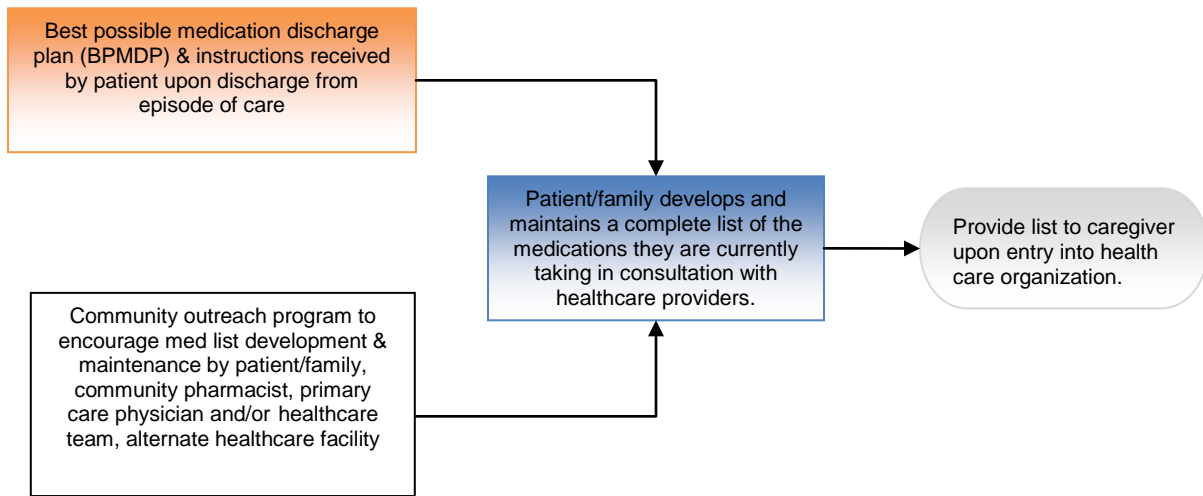 Best possible medication discharge
plan (BPMDP) & instructions received
by patient upon discharge from
episode of care
Patient/family develops and
maintains a complete list of the
medications they are currently
taking in consultation with
healthcare providers.
Provide list to caregiver
upon entry into health
care organization.
Community outreach program to
encourage med list development &
maintenance by patient/family,
community pharmacist, primary
care physician and/or healthcare
team, alternate healthcare facility